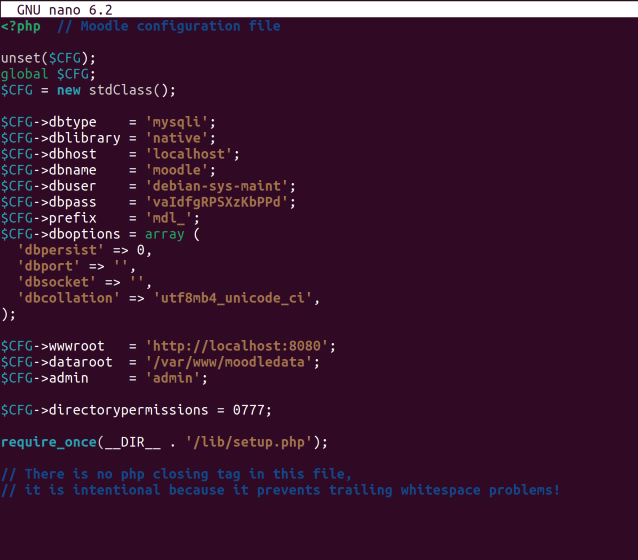 GNU nano 6.2
<?php  // Moodle configuration file
unset($CFG);
global $CFG;
$CFG = new stdClass();
$CFG->dbtype    = 'mysqli';
$CFG->dblibrary = 'native';
$CFG->dbhost    = 'localhost';
$CFG->dbname    = 'moodle';
$CFG->dbuser    = 'debian-sys-maint';
$CFG->dbpass    = 'vaIdfgRPSXzKbPPd';
$CFG->prefix    = 'mdl_';
$CFG->dboptions = array (
  'dbpersist' => 0,
  'dbport' => '',
  'dbsocket' => '',
  'dbcollation' => 'utf8mb4_unicode_ci',
);
$CFG->wwwroot   = 'http://localhost:8080';
$CFG->dataroot  = '/var/www/moodledata';
$CFG->admin     = 'admin';
$CFG->directorypermissions = 0777;
require_once(__DIR__ . '/lib/setup.php');
// There is no php closing tag in this file,
// it is intentional because it prevents trailing whitespace problems!